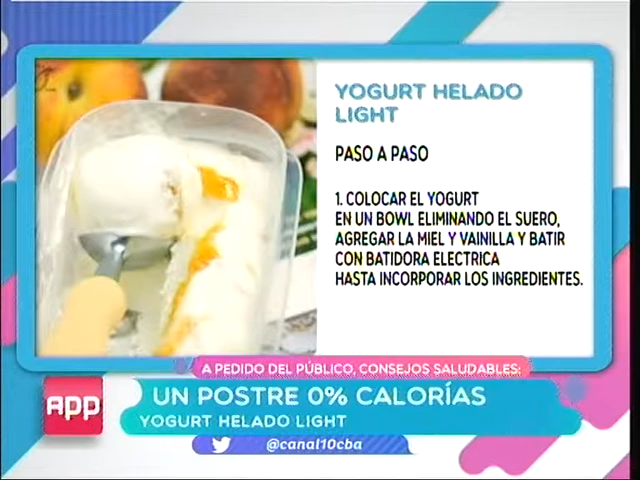 YOGURT HELADO
LIGHT
PASO A PASO
1. COLOCAR EL YOGURT
EN UN BOWL ELIMINANDO EL SUERO,
AGREGAR LA MIEL Y VAINILLA Y BATIR
CON BATIDORA ELECTRICA
HASTA INCORPORAR LOS INGREDIENTES.
A PEDIDO DEL PÚBLICO, CONSEJOS SALUDABLES:
APP
UN POSTRE 0% CALORÍAS
YOGURT HELADO LIGHT
@canal10cba